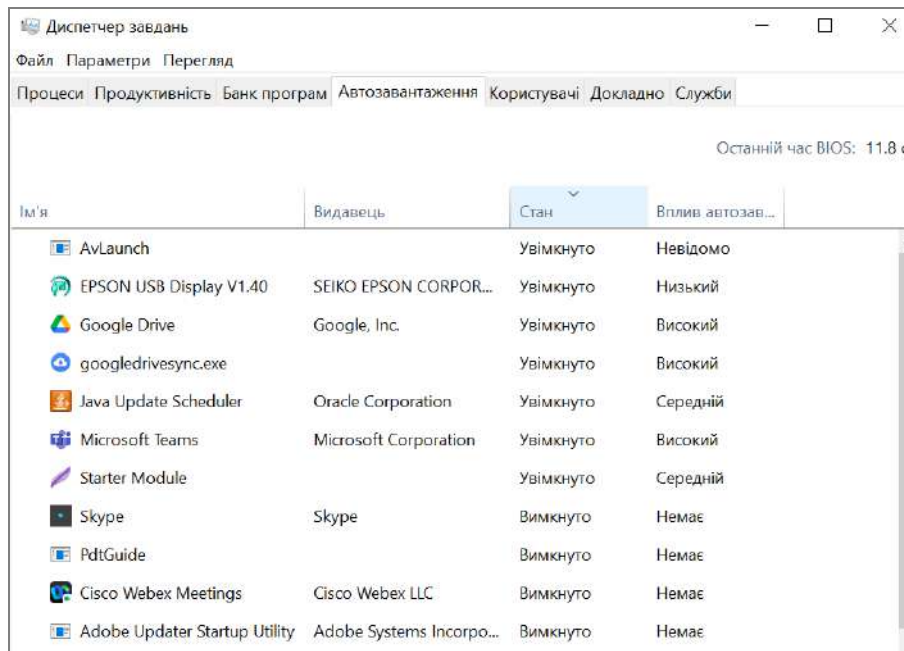 Диспетчер завдань
Файл Параметри Перегляд
Процеси Продуктивність Банк програм Автозавантаження Користувачі Докладно Служби
Останній час BIOS: 11.8
Ім'я Видавець Стан Вплив автозав...
AvLaunch Увімкнуто Невідомо
EPSON USB Display V1.40 SEIKO EPSON CORPOR... Увімкнуто Низький
Google Drive Google, Inc. Увімкнуто Високий
googledrivesync.exe Увімкнуто Високий
Java Update Scheduler Oracle Corporation Увімкнуто Середній
Microsoft Teams Microsoft Corporation Увімкнуто Високий
Starter Module Увімкнуто Середній
Skype Skype Вимкнуто Немає
PdtGuide Вимкнуто Немає
Cisco Webex Meetings Cisco Webex LLC Вимкнуто Немає
Adobe Updater Startup Utility Adobe Systems Incorpo... Вимкнуто Немає